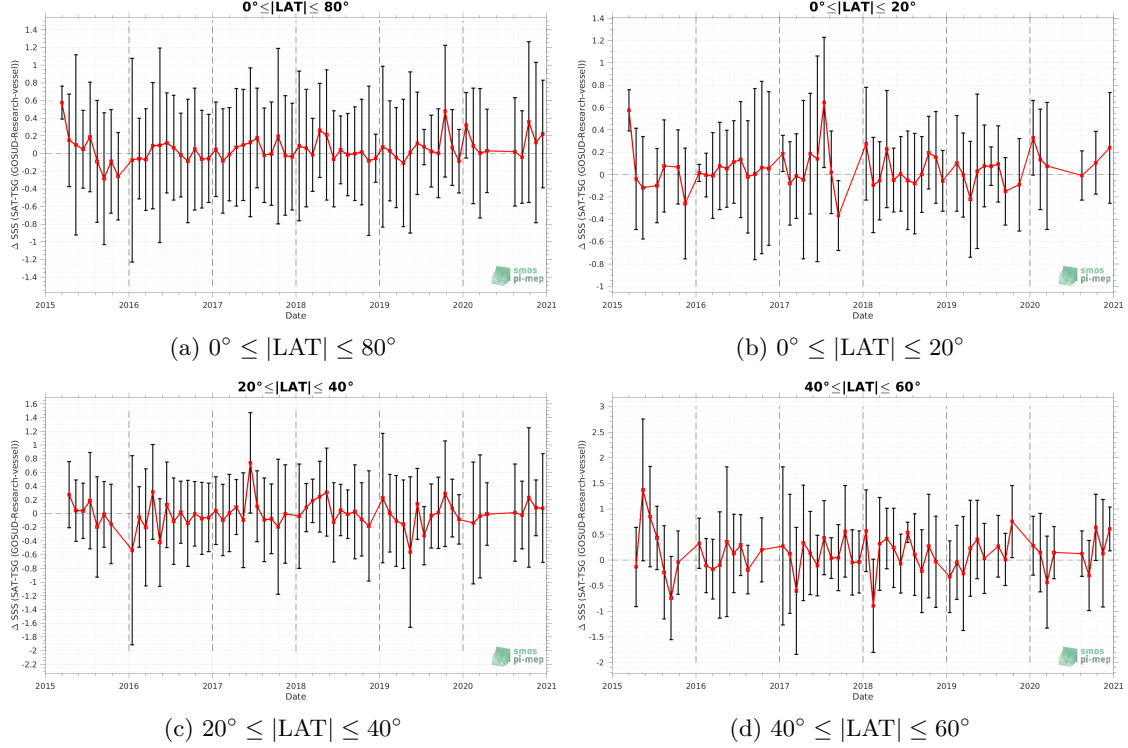 0°≤|LAT|≤ 80°
Δ SSS (SAT-TSG (GOSUD-Research-vessel))
1.4
1.2
1
0.8
0.6
0.4
0.2
0
-0.2
-0.4
-0.6
-0.8
-1
-1.2
-1.4
2015 2016 2017 2018 2019 2020 2021
Date
smos
pi-mep
(a) 0° ≤ |LAT| ≤ 80°
0°≤|LAT|≤ 20°
Δ SSS (SAT-TSG (GOSUD-Research-vessel))
1.4
1.2
1
0.8
0.6
0.4
0.2
0
-0.2
-0.4
-0.6
-0.8
-1
2015 2016 2017 2018 2019 2020 2021
Date
smos
pi-mep
(b) 0° ≤ |LAT| ≤ 20°
20°≤|LAT|≤ 40°
Δ SSS (SAT-TSG (GOSUD-Research-vessel))
1.6
1.4
1.2
1
0.8
0.6
0.4
0.2
0
-0.2
-0.4
-0.6
-0.8
-1
-1.2
-1.4
-1.6
-1.8
-2
-2.2
2015 2016 2017 2018 2019 2020 2021
Date
smos
pi-mep
(c) 20° ≤ |LAT| ≤ 40°
40°≤|LAT|≤ 60°
Δ SSS (SAT-TSG (GOSUD-Research-vessel))
3
2.5
2
1.5
1
0.5
0
-0.5
-1
-1.5
-2
2015 2016 2017 2018 2019 2020 2021
Date
smos
pi-mep
(d) 40° ≤ |LAT| ≤ 60°